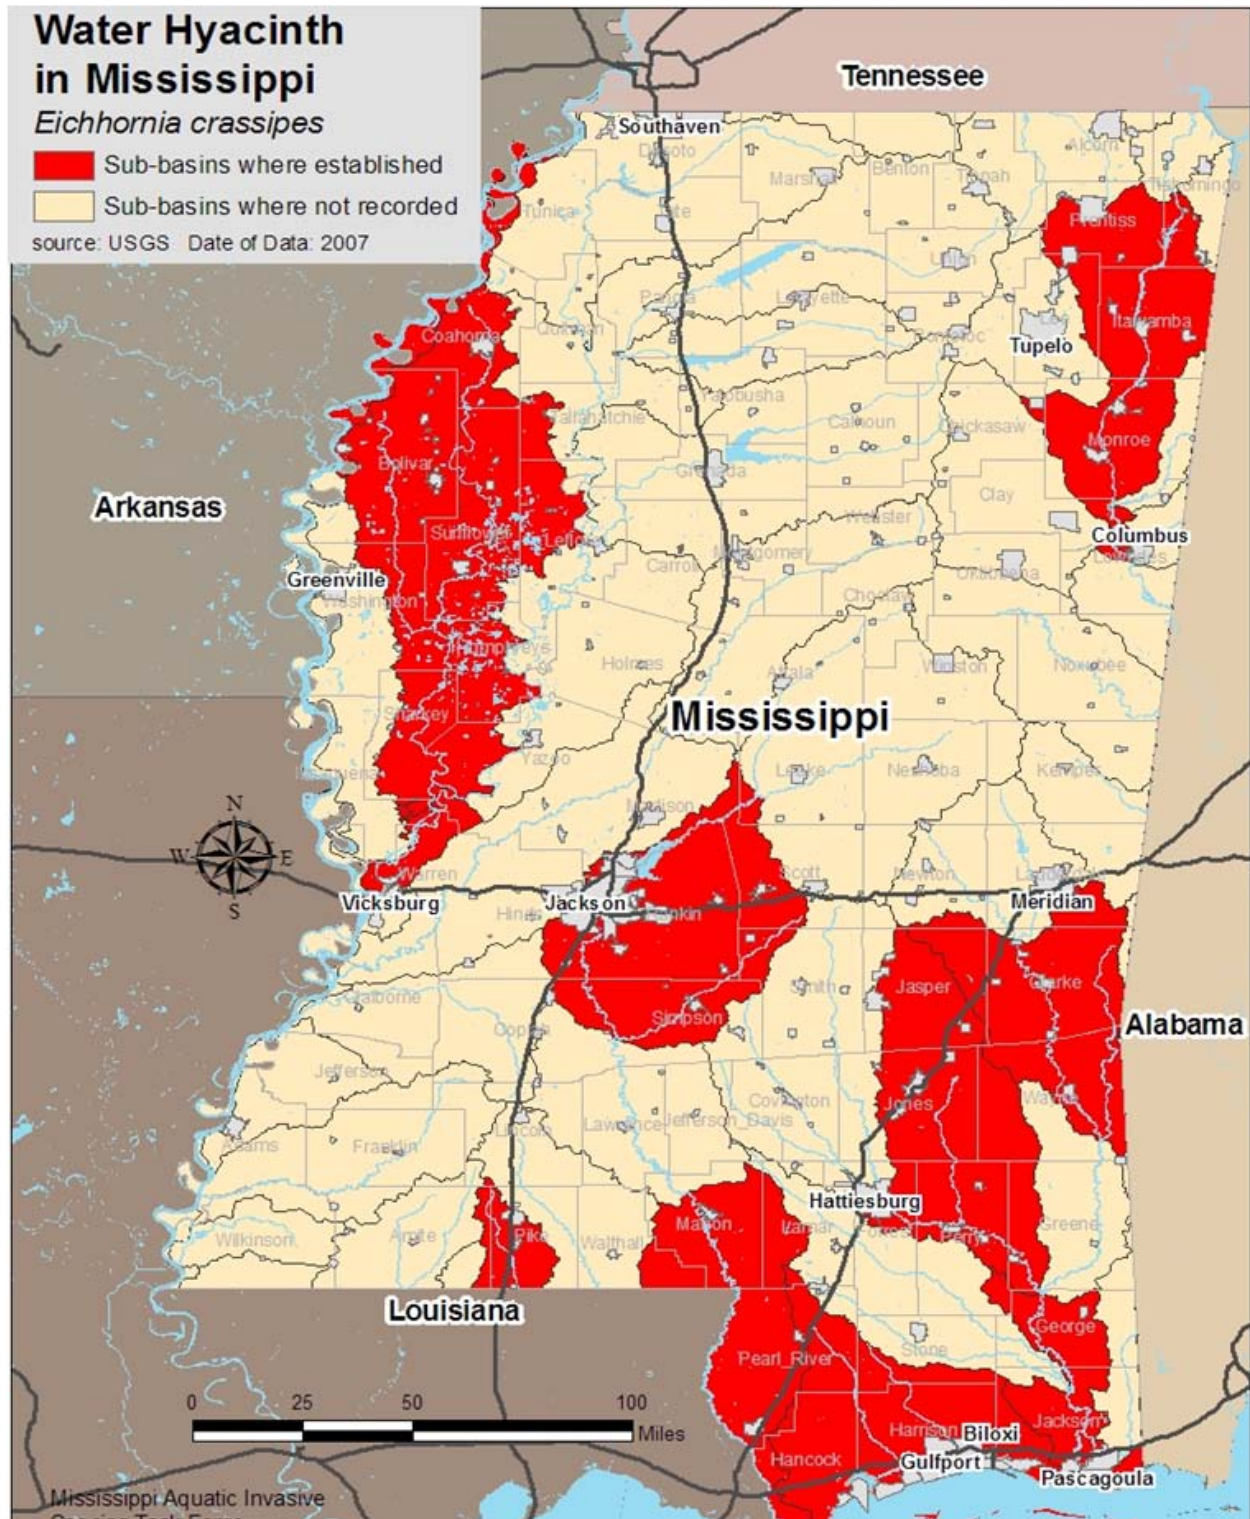 Water Hyacinth
in Mississippi
Eichhornia crassipes
Sub-basins where established
Sub-basins where not recorded
source: USGS Date of Data: 2007
Tennessee
Southaven
Desoto
Alcorn
Benton
Tippah
Marshall
Tishomingo
Tunica
Tate
Prentiss
Union
Panola
Lafayette
Coahoma
Quitman
Pontotoc
Lee
Itawamba
Tupelo
Yalobusha
Tallahatchie
Calhoun
Chickasaw
Monroe
Bolivar
Grenada
Clay
Arkansas
Webster
Sunflower
Leflore
Columbus
Montgomery
Lowndes
Carroll
Oktibbeha
Greenville
Washington
Choctaw
Humphreys
Holmes
Attala
Winston
Noxubee
Mississippi
Sharkey
Yazoo
Issaquena
Leake
Neshoba
Kemper
Madison
N
W
E
S
Warren
Scott
Newton
Lauderdale
Vicksburg
Jackson
Meridian
Hinds
Rankin
Claiborne
Smith
Jasper
Clarke
Simpson
Alabama
Copiah
Jefferson
Covington
Jones
Wayne
Lawrence
Jefferson_Davis
Adams
Franklin
Lincoln
Hattiesburg
Marion
Lamar
Forrest
Greene
Wilkinson
Amite
Pike
Walthall
Perry
Louisiana
George
Stone
Pearl_River
0 25 50 100
Miles
Harrison
Biloxi
Jackson
Hancock
Gulfport
Pascagoula
Mississippi Aquatic Invasive
Species Task Force